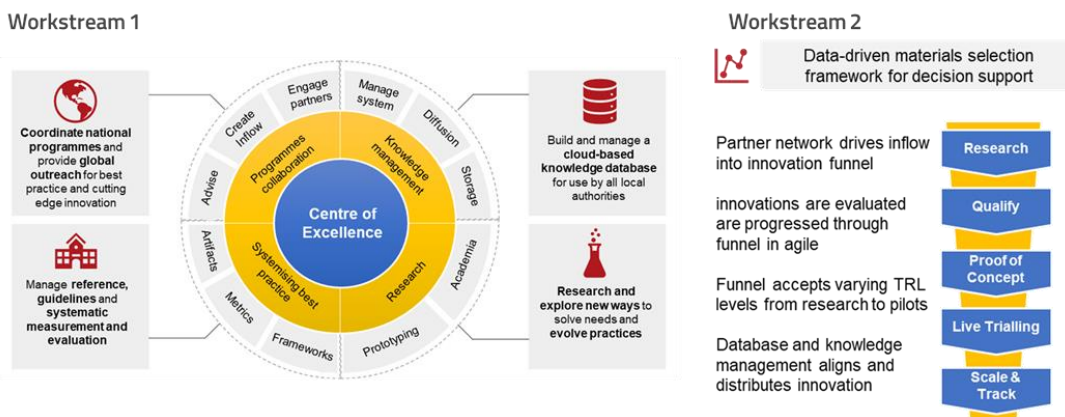 Workstream 1
Coordinate national
programmes and
provide global
outreach for best
practice and cutting
edge innovation
Manage reference,
guidelines and
systematic
measurement and
evaluation
Advise
Create
Inflow
Engage
partners
Manage
system
Diffusion
Storage
Programmes
collaboration
Knowledge
management
Centre of
Excellence
Systemising best
practice
Research
Artifacts
Metrics
Frameworks
Prototyping
Academia
Build and manage a
cloud-based
knowledge database
for use by all local
authorities
Research and
explore new ways to
solve needs and
evolve practices
Workstream 2
Data-driven materials selection
framework for decision support
Partner network drives inflow
into innovation funnel
innovations are evaluated
are progressed through
funnel in agile
Funnel accepts varying TRL
levels from research to pilots
Database and knowledge
management aligns and
distributes innovation
Research
Qualify
Proof of
Concept
Live Trialling
Scale &
Track